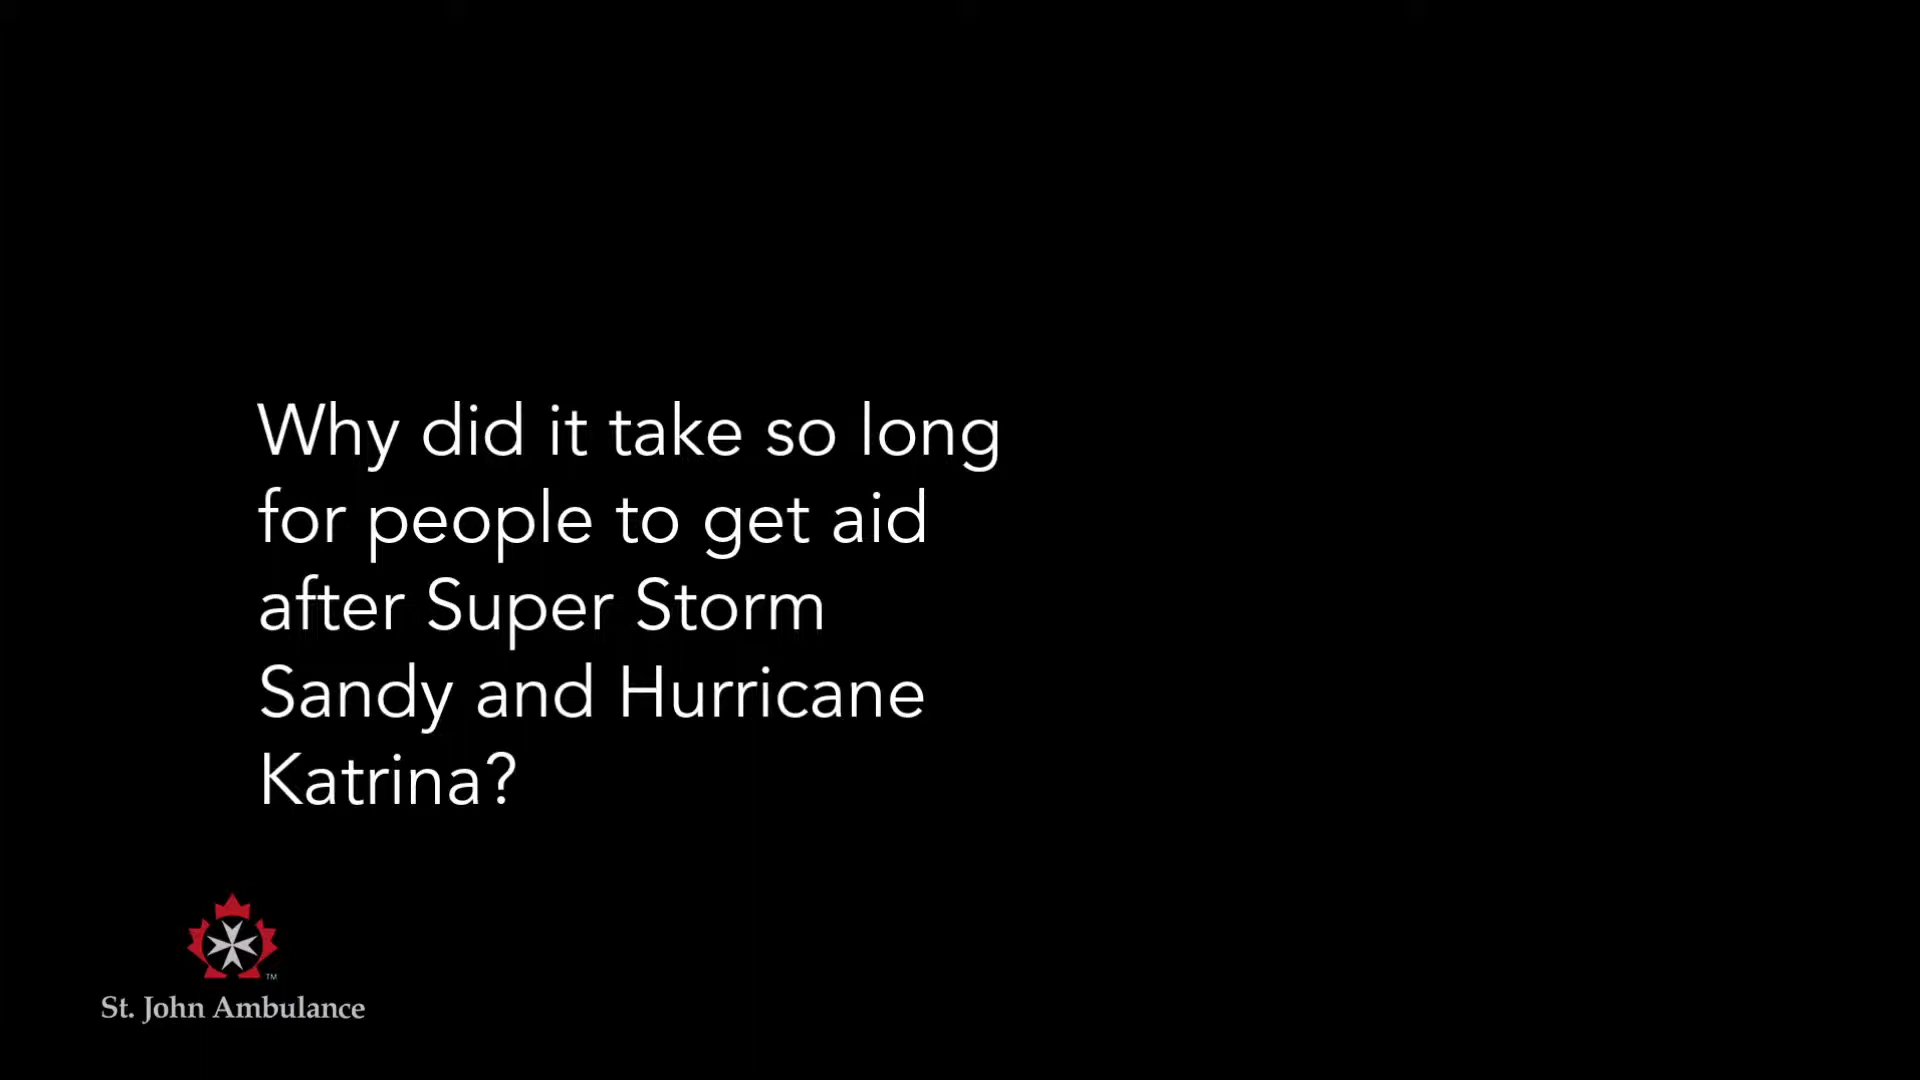 Why did it take so long
for people to get aid
after Super Storm
Sandy and Hurricane
Katrina?
TM
St. John Ambulance